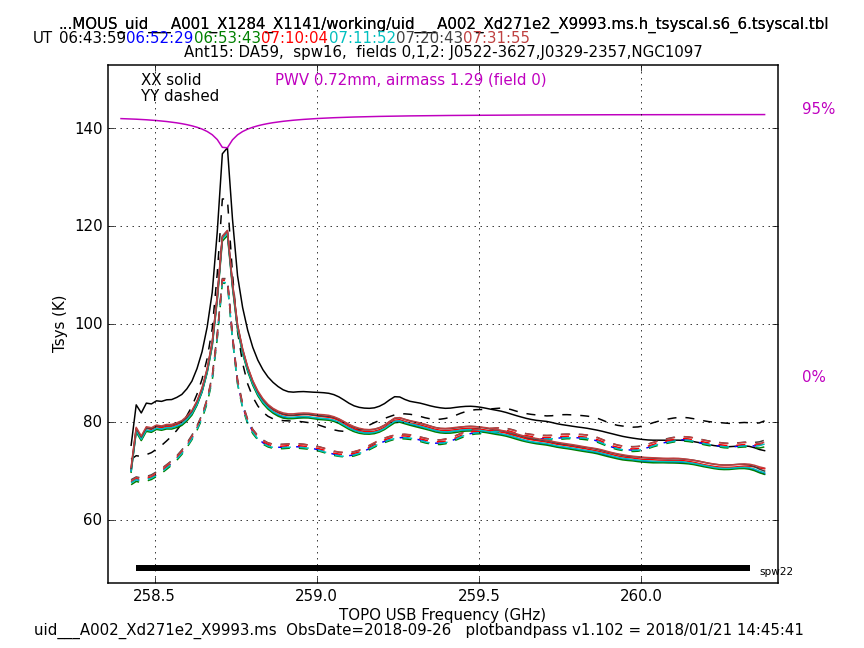 ...MOUS_uid___A001_X1284_X1141/working/uid___A002_Xd271e2_X9993.ms.h_tsyscal.s6_6.tsyscal.tbl
UT 06:43:59 06:52:29 06:53:43 07:10:04 07:11:52 07:20:43 07:31:55
Ant15: DA59, spw16, fields 0,1,2: J0522-3627,J0329-2357,NGC1097
XX solid PWV 0.72mm, airmass 1.29 (field 0)
YY dashed
95%
140
120
100
80
60
0%
Tsys (K)
spw22
258.5 259.0 259.5 260.0
TOPO USB Frequency (GHz)
uid___A002_Xd271e2_X9993.ms ObsDate=2018-09-26 plotbandpass v1.102 = 2018/01/21 14:45:41